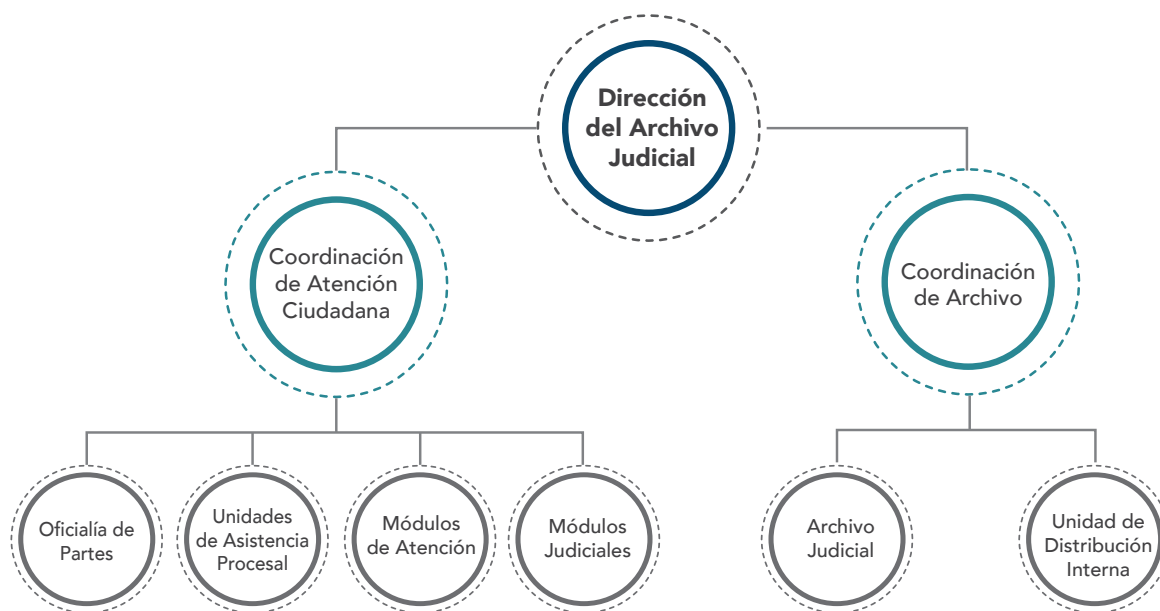 Dirección
del Archivo
Judicial
Coordinación
de Atención
Ciudadana
Coordinación
de Archivo
Oficialía de
Partes
Unidades
de Asistencia
Procesal
Módulos
de Atención
Módulos
Judiciales
Archivo
Judicial
Unidad de
Distribución
Interna